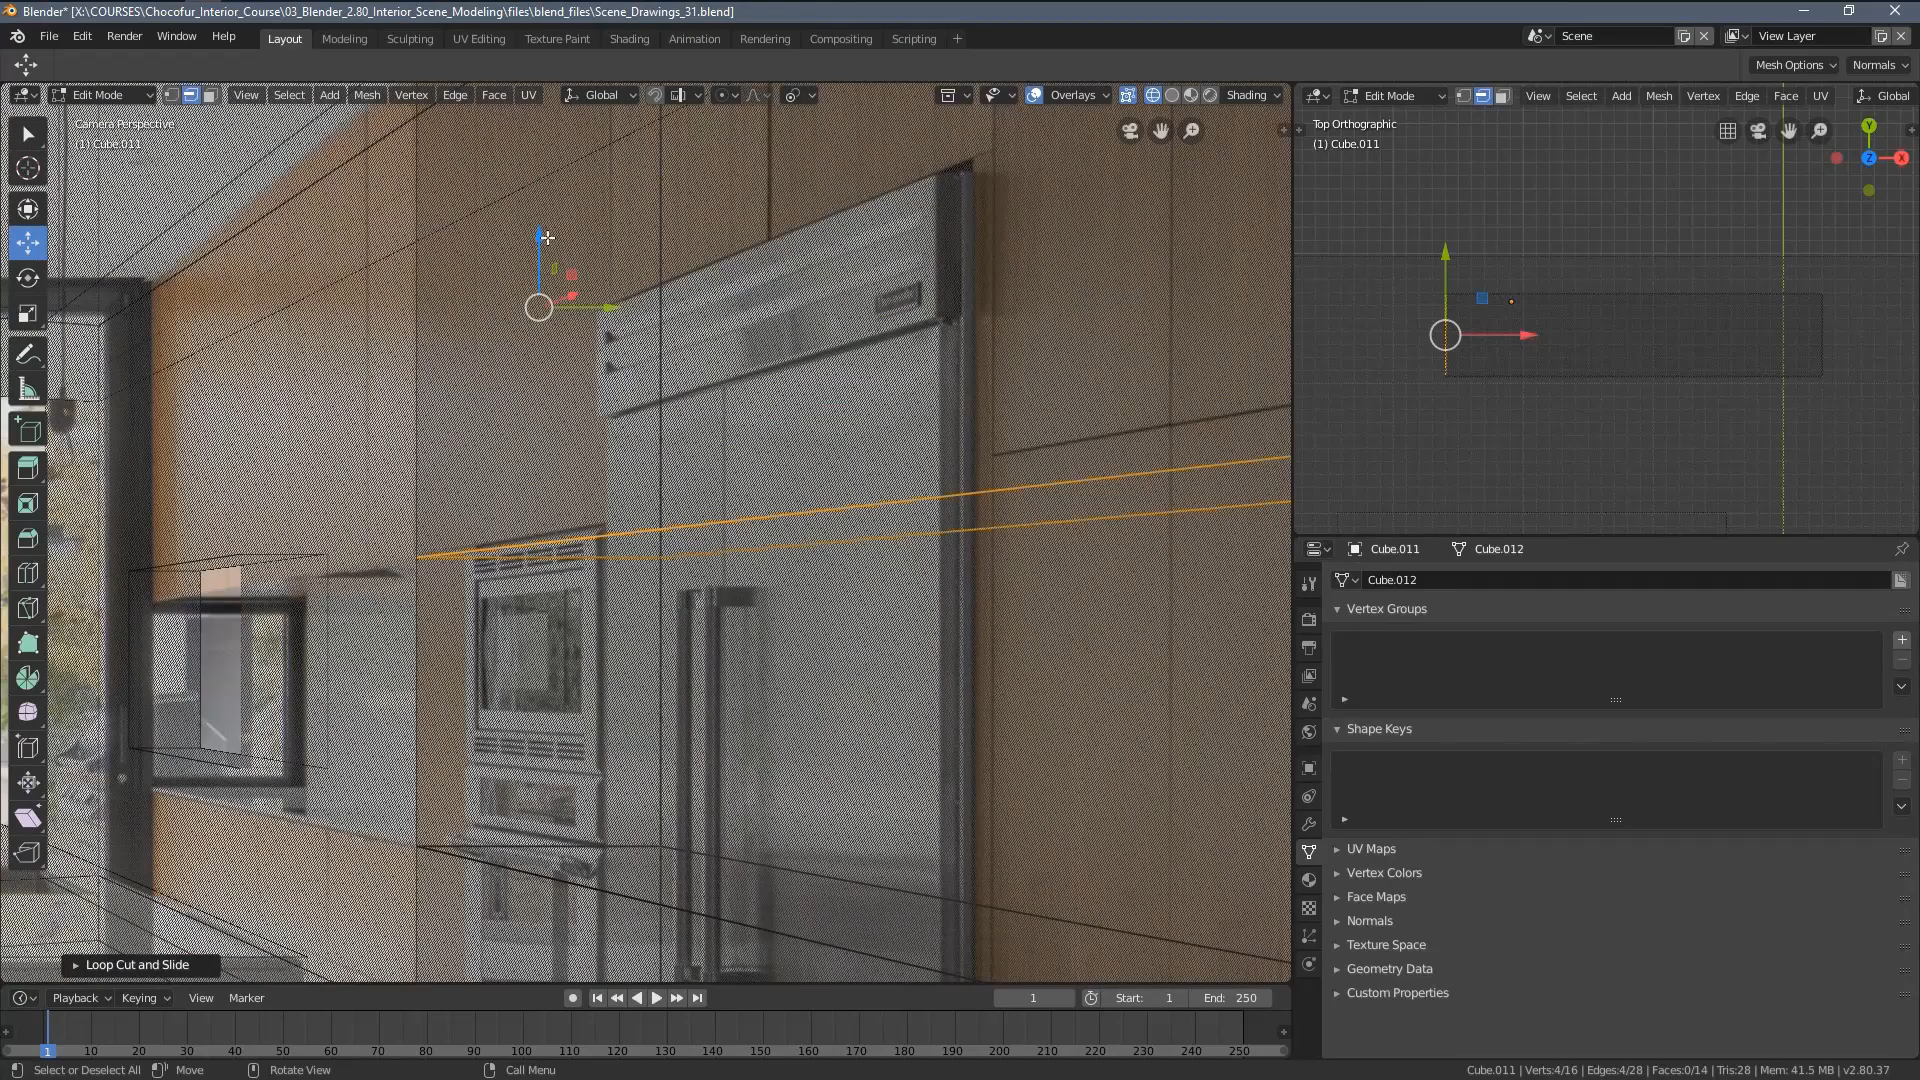 Blender* [X:\COURSES\Chocofur_Interior_Course\03_Blender_2.80_Interior_Scene_Modeling\files\blend_files\Scene_Drawings_31.blend]
File Edit Render Window Help Layout Modeling Sculpting UV Editing Texture Paint Shading Animation Rendering Compositing Scripting + Scene View Layer
Mesh Options Normals
Edit Mode View Select Add Mesh Vertex Edge Face UV Global Overlays Shading
Edit Mode View Select Add Mesh Vertex Edge Face UV Global
Camera Perspective
(1) Cube.011
Top Orthographic
(1) Cube.011
Y
Z
X
Cube.011 Cube.012
Cube.012
Vertex Groups
Shape Keys
UV Maps
Vertex Colors
Face Maps
Normals
Texture Space
Geometry Data
Custom Properties
Loop Cut and Slide
Playback Keying View Marker 1 Start: 1 End: 250
1 10 20 30 40 50 60 70 80 90 100 110 120 130 140 150 160 170 180 190 200 210 220 230 240 250
Select or Deselect All Move Rotate View Call Menu
Cube.011 | Verts:4/16 | Edges:4/28 | Faces:0/14 | Tris:28 | Mem: 41.5 MB | v2.80.37